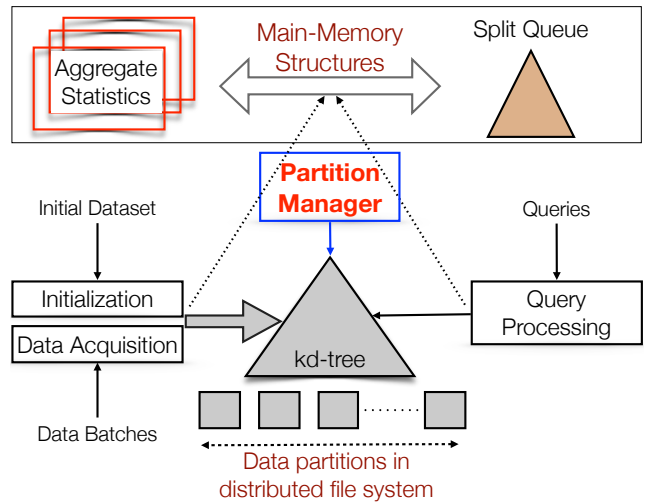 Main-Memory
Structures
Split Queue
Aggregate
Statistics
Partition
Manager
Initial Dataset
Queries
Initialization
Data Acquisition
Query
Processing
kd-tree
Data Batches
Data partitions in
distributed file system